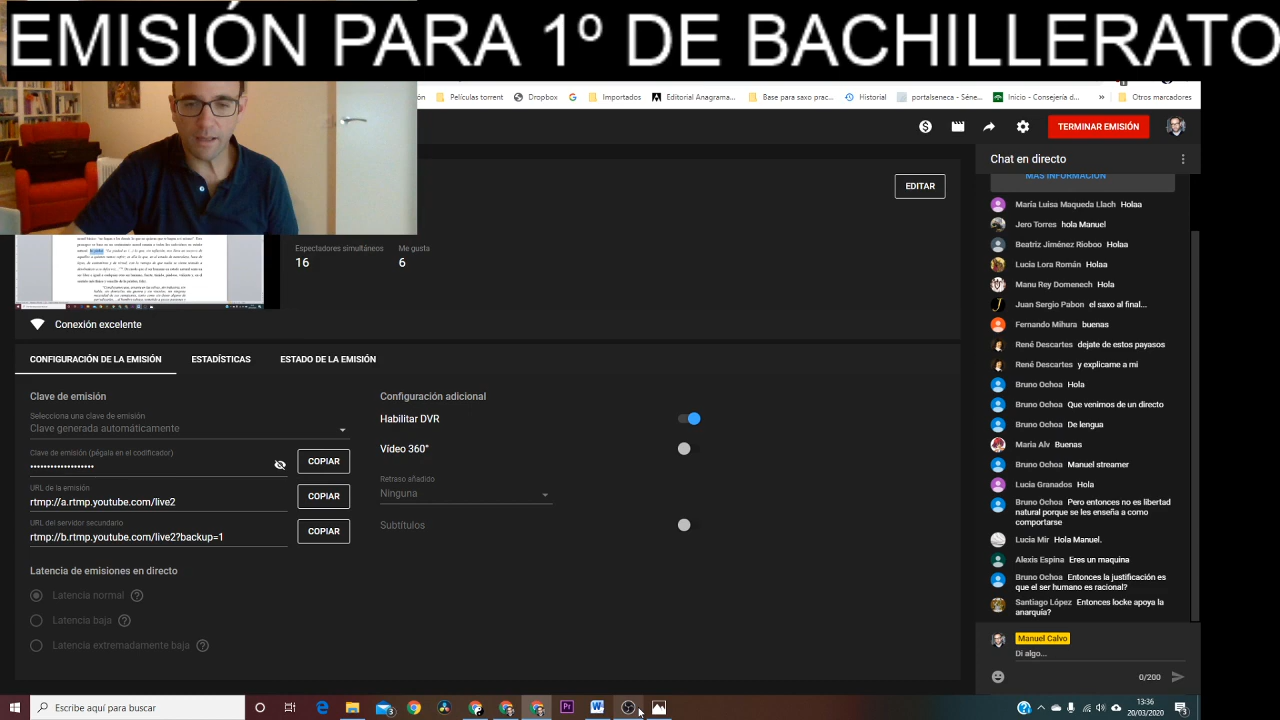 EMISIÓN PARA 1º DE BACHILLERATO
Películas torrent
Dropbox
Importados
Editorial Anagrama...
Base para saxo prac...
Historial
portalseneca - Séne...
Inicio - Consejería d...
»
Otros marcadores
TERMINAR EMISIÓN
EDITAR
Espectadores simultáneos
16
Me gusta
6
Conexión excelente
CONFIGURACIÓN DE LA EMISIÓN
ESTADÍSTICAS
ESTADO DE LA EMISIÓN
Clave de emisión
Selecciona una clave de emisión
Clave generada automáticamente
Clave de emisión (pégala en el codificador)
•••••••••••••••••••
COPIAR
URL de la emisión
rtmp://a.rtmp.youtube.com/live2
COPIAR
URL del servidor secundario
rtmp://b.rtmp.youtube.com/live2?backup=1
COPIAR
Latencia de emisiones en directo
Latencia normal
Latencia baja
Latencia extremadamente baja
Configuración adicional
Habilitar DVR
Vídeo 360°
Retraso añadido
Ninguna
Subtítulos
Chat en directo
MÁS INFORMACIÓN
María Luisa Maqueda Llach Holaa
Jero Torres hola Manuel
Beatriz Jiménez Rioboo Holaa
Lucía Lora Román Holaa
Manu Rey Domenech Hola
Juan Sergio Pabon el saxo al final...
Fernando Mihura buenas
René Descartes dejate de estos payasos
René Descartes y explicame a mi
Bruno Ochoa Hola
Bruno Ochoa Que venimos de un directo
Bruno Ochoa De lengua
Maria Alv Buenas
Bruno Ochoa Manuel streamer
Lucia Granados Hola
Bruno Ochoa Pero entonces no es libertad
natural porque se les enseña a como
comportarse
Lucia Mir Hola Manuel.
Alexis Espina Eres un maquina
Bruno Ochoa Entonces la justificación es
que el ser humano es racional?
Santiago López Entonces locke apoya la
anarquía?
Manuel Calvo
Di algo...
0/200
Escribe aquí para buscar
13:36
20/03/2020